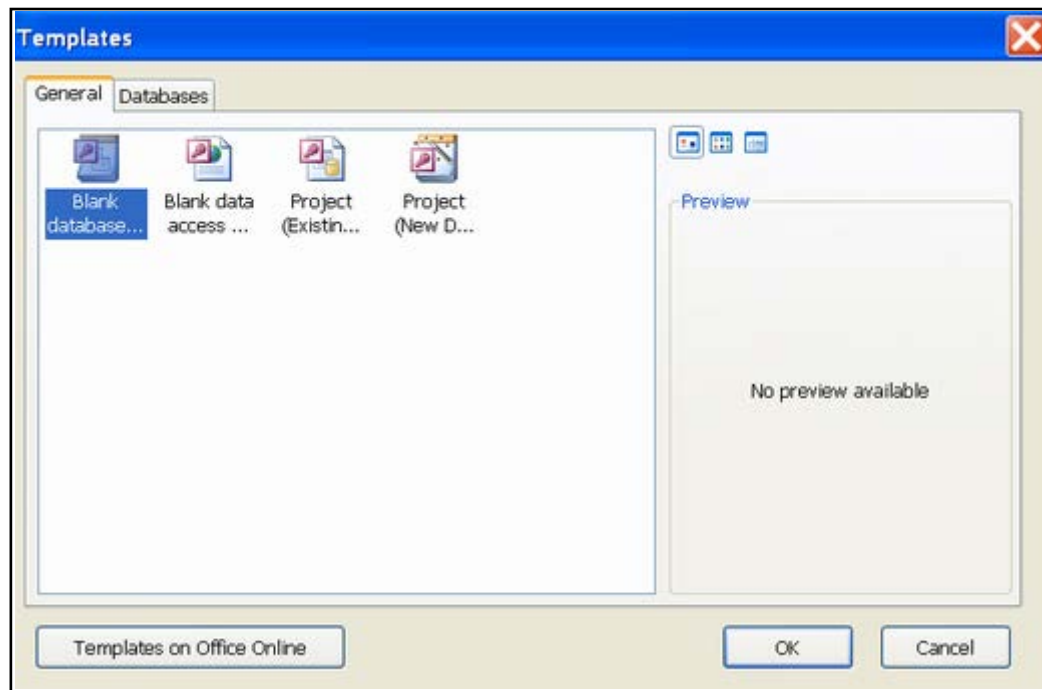 Templates
General Databases
Blank database...
Blank data access ...
Project (Existin...
Project (New D...
Preview
No preview available
Templates on Office Online
OK
Cancel